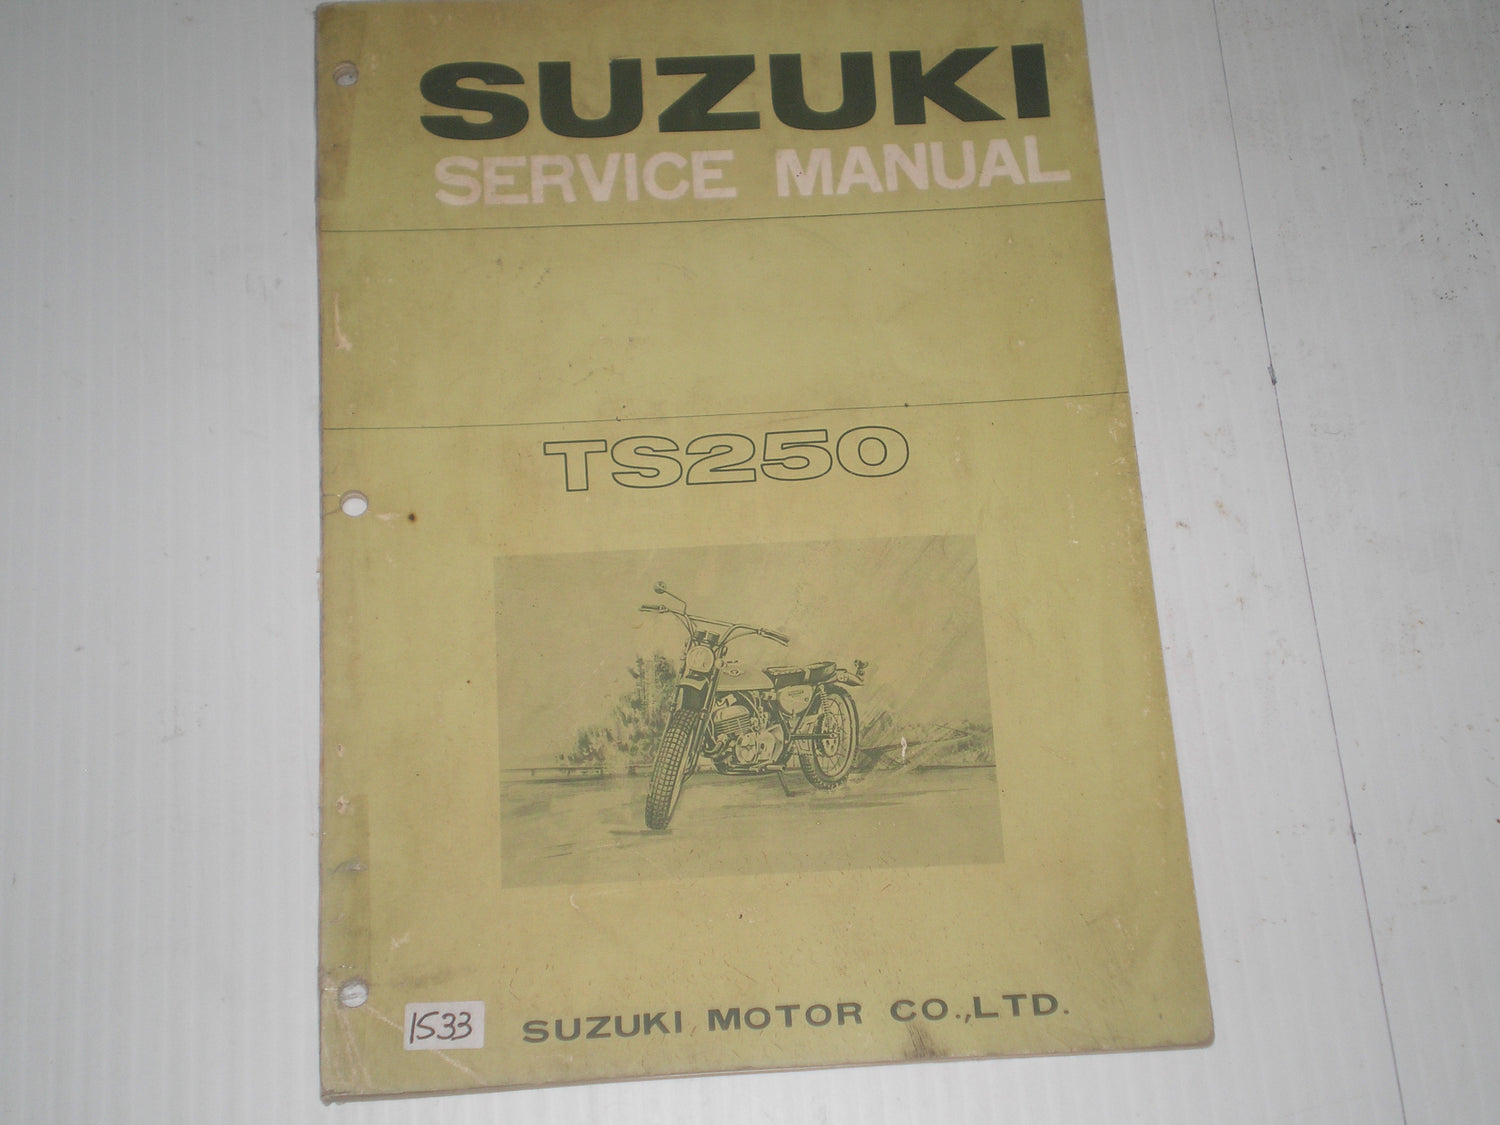 SUZUKI
SERVICE MANUAL
TS250
1533
SUZUKI MOTOR CO.,LTD.